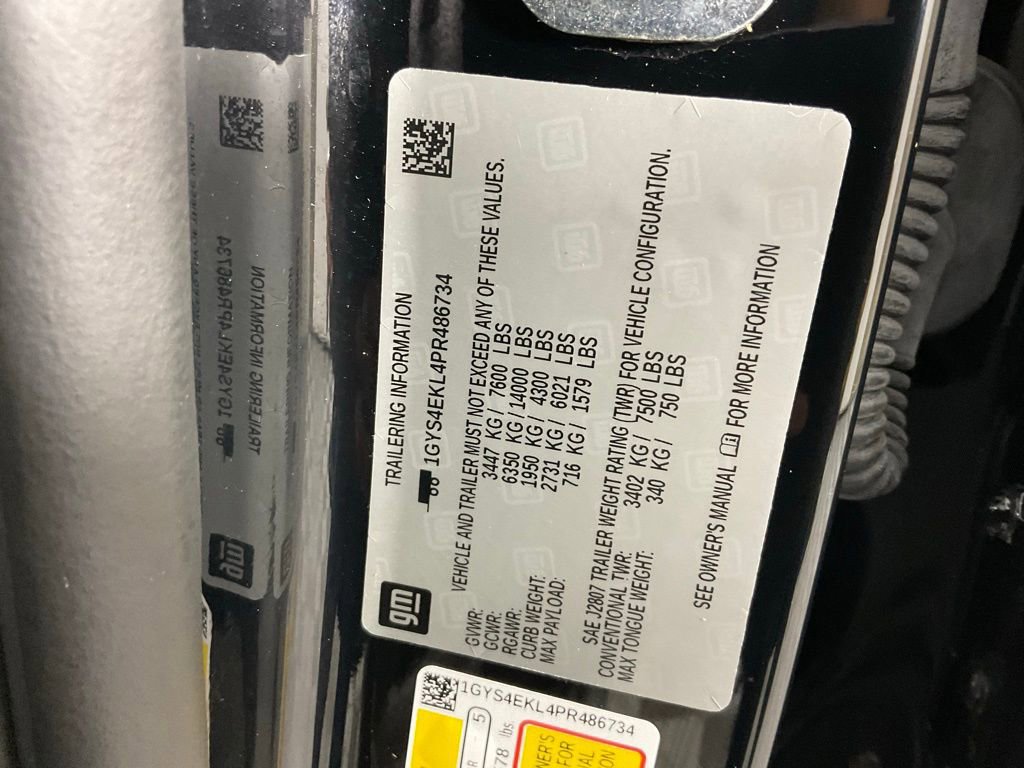 gm
TRAILERING INFORMATION
1GYS4EKL4PR486734
VEHICLE AND TRAILER MUST NOT EXCEED ANY OF THESE VALUES.
GVWR: 3447 KG / 7600 LBS
GCWR: 6350 KG / 14000 LBS
RGAWR: 1950 KG / 4300 LBS
CURB WEIGHT: 2731 KG / 6021 LBS
MAX PAYLOAD: 716 KG / 1579 LBS
SAE J2807 TRAILER WEIGHT RATING (TWR) FOR VEHICLE CONFIGURATION.
CONVENTIONAL TWR: 3402 KG / 7500 LBS
MAX TONGUE WEIGHT: 340 KG / 750 LBS
SEE OWNER'S MANUAL FOR MORE INFORMATION
1GYS4EKL4PR486734
5
lbs.
FOR